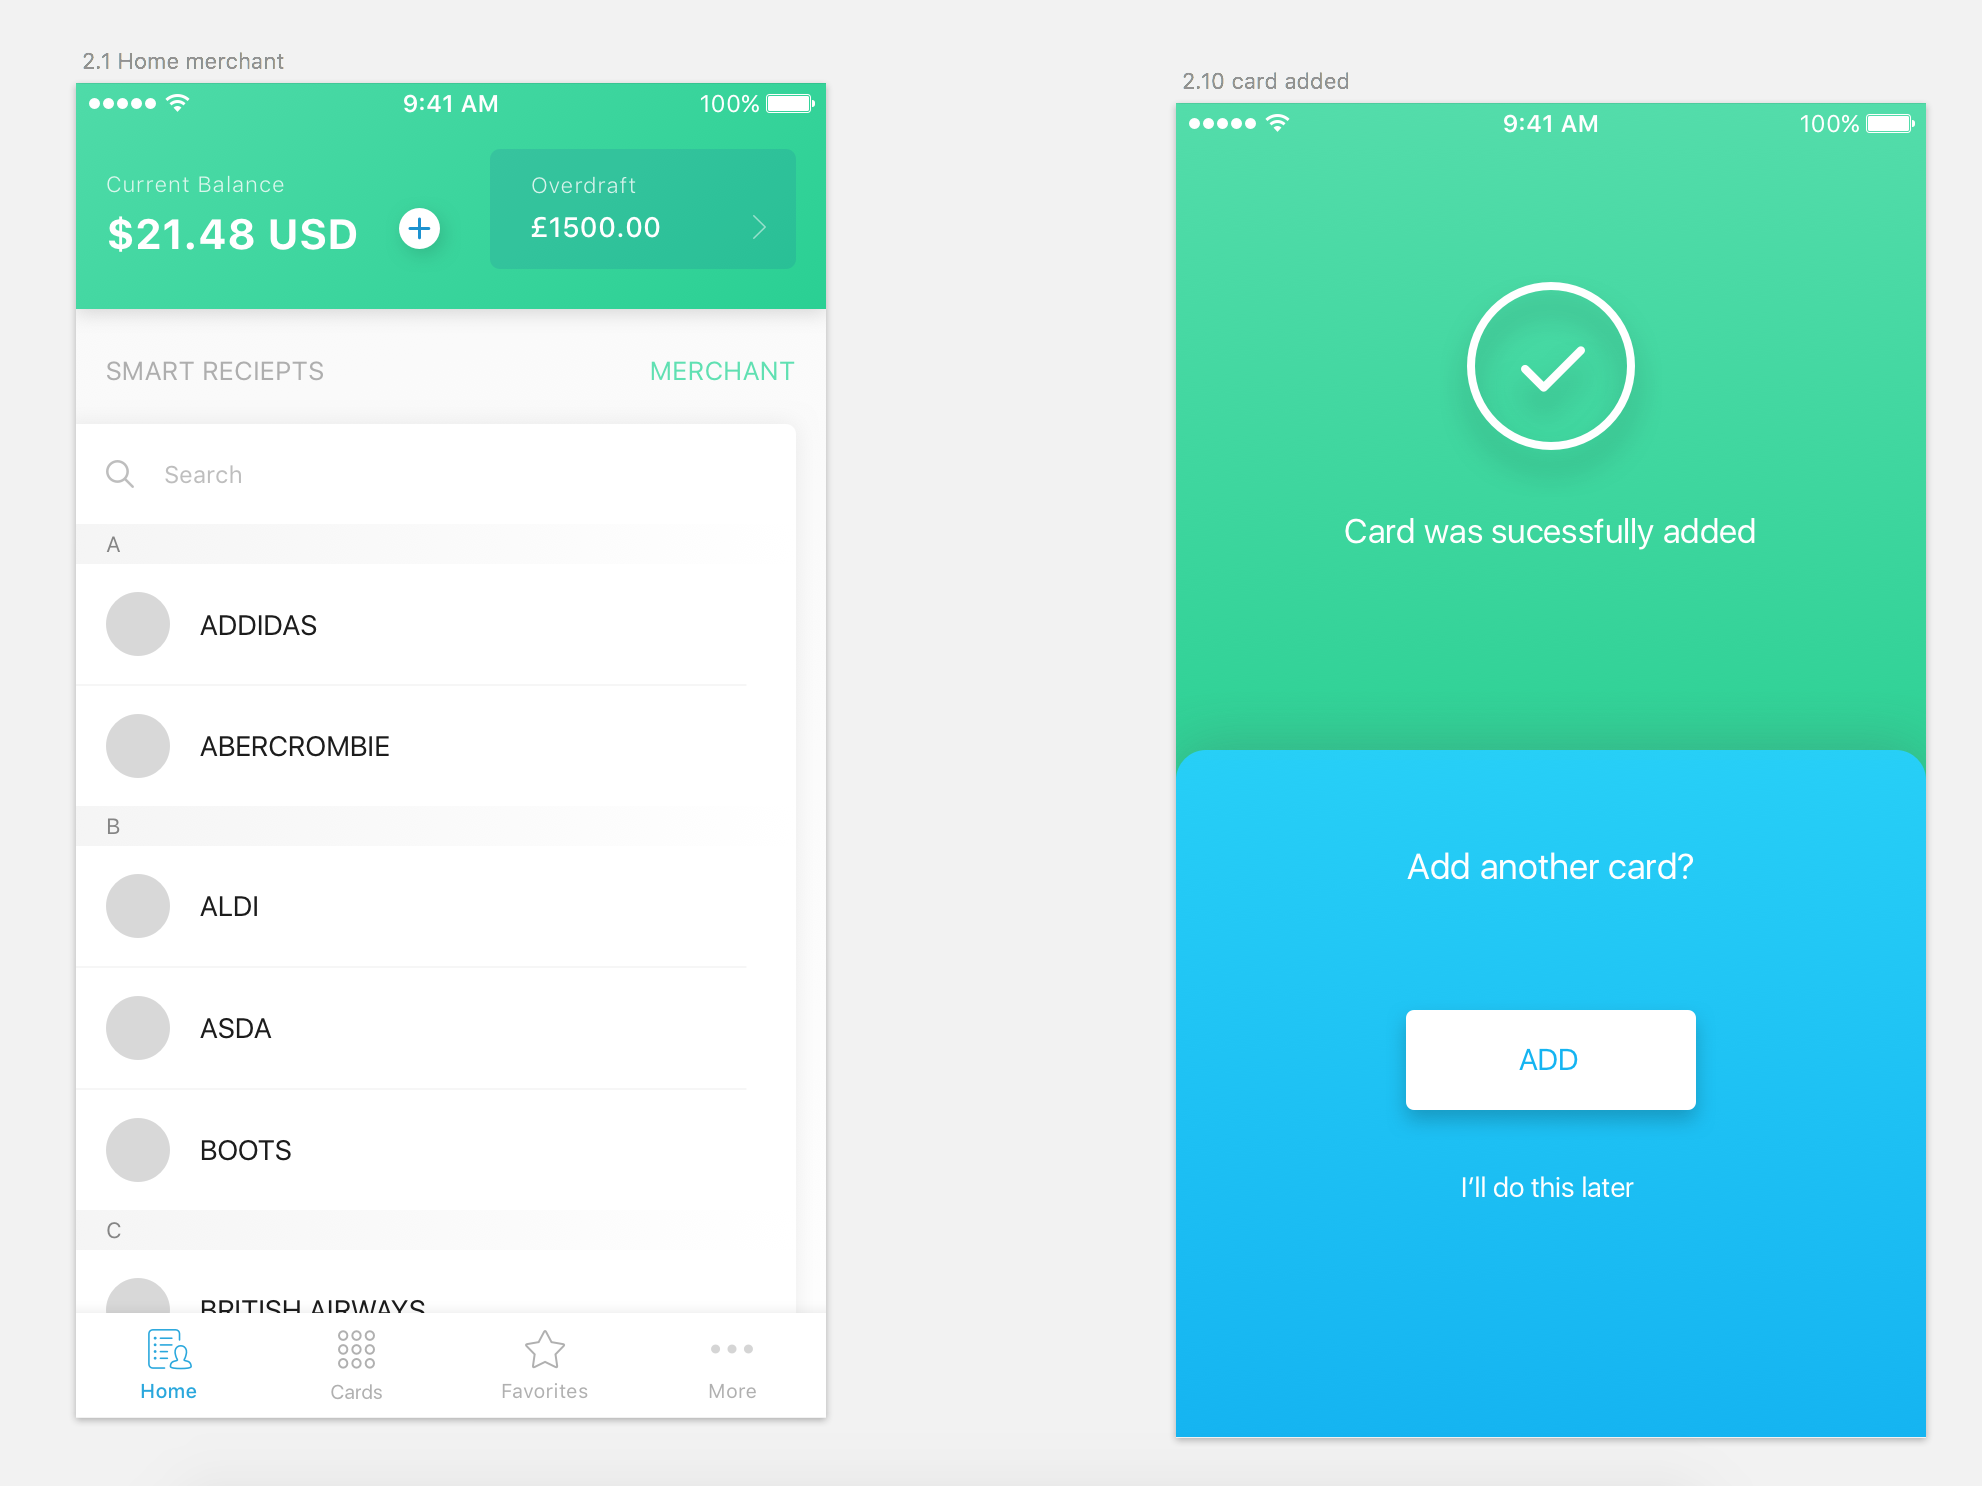 2.1 Home merchant
9:41 AM
100%
Current Balance
$21.48 USD
Overdraft
£1500.00
SMART RECIEPTS
MERCHANT
Search
A
ADDIDAS
ABERCROMBIE
B
ALDI
ASDA
BOOTS
C
BRITISH AIRWAYS
Home
Cards
Favorites
More
2.10 card added
9:41 AM
100%
Card was sucessfully added
Add another card?
ADD
I’ll do this later